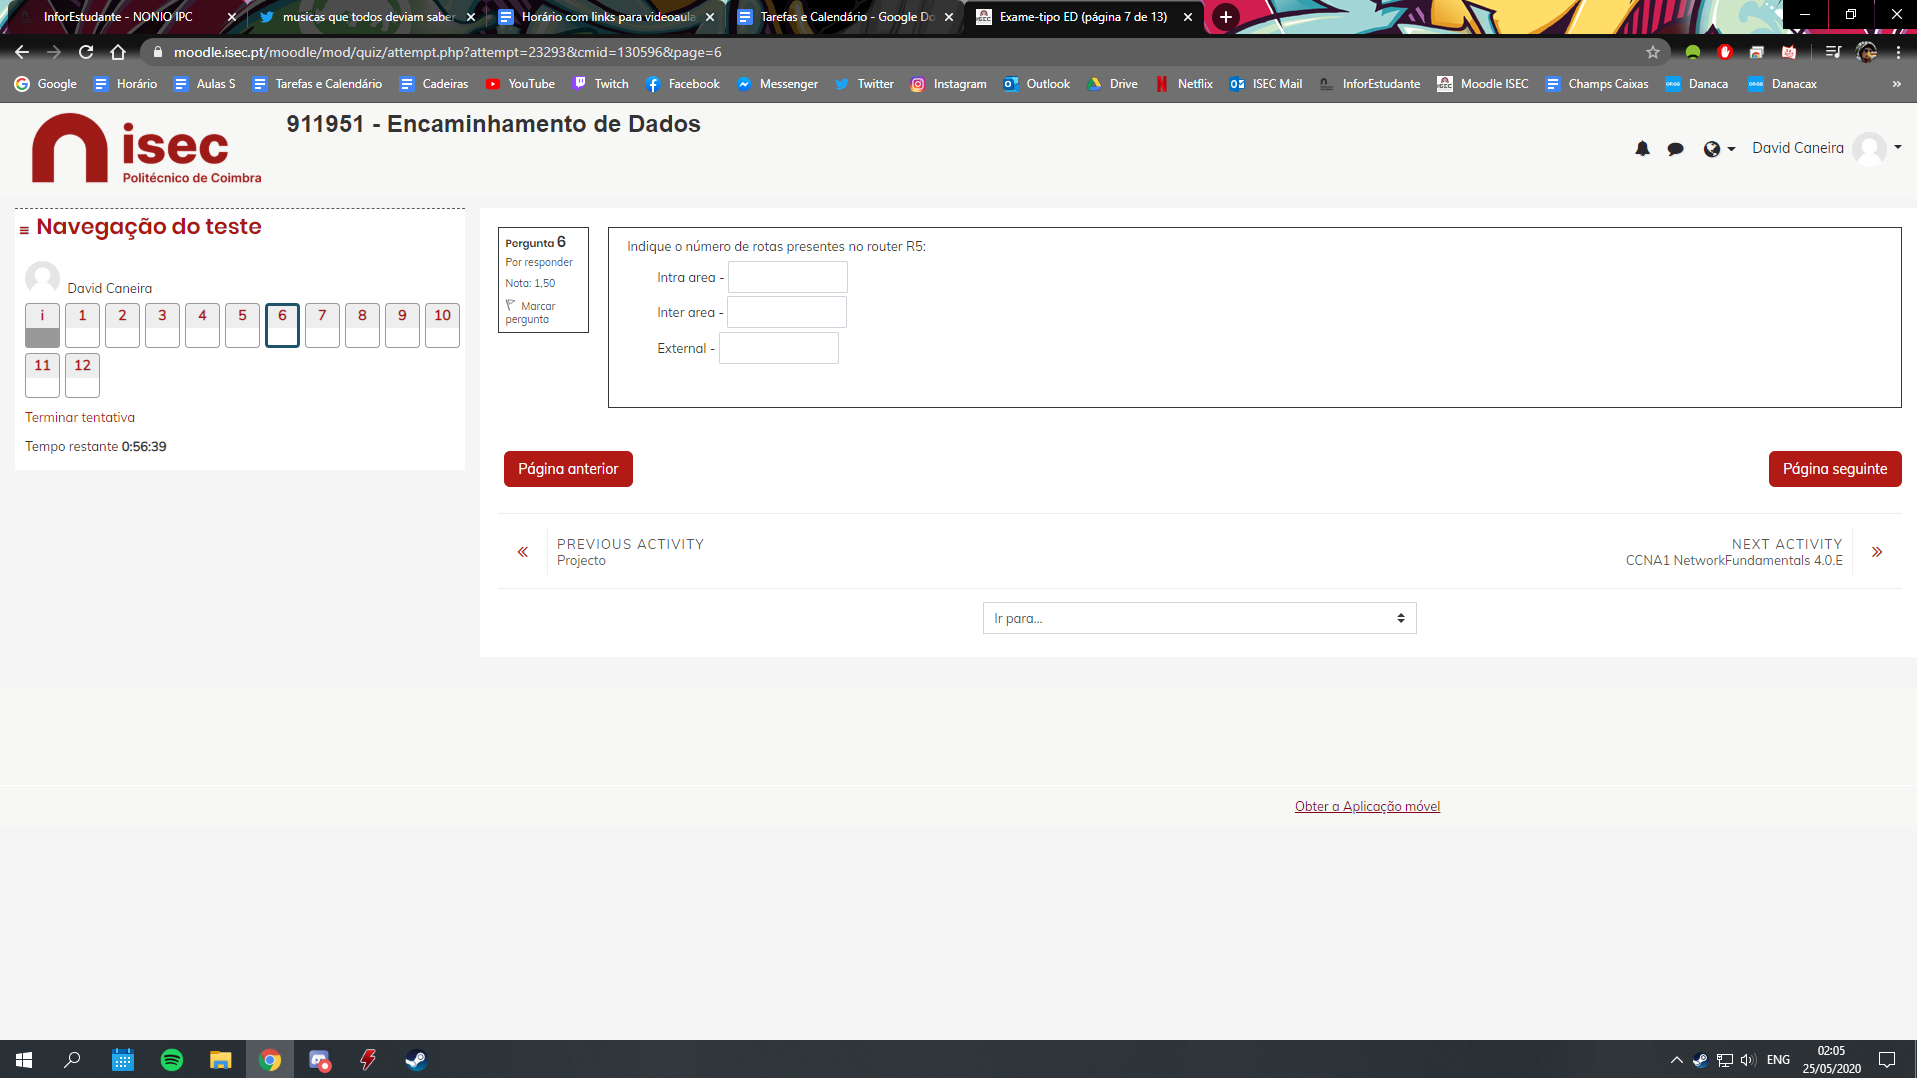 InforEstudante - NONIO IPC
musicas que todos deviam saber
Horário com links para videoaula
Tarefas e Calendário - Google Do
Exame-tipo ED (página 7 de 13)
moodle.isec.pt/moodle/mod/quiz/attempt.php?attempt=23293&cmid=130596&page=6
Google Horário Aulas S Tarefas e Calendário Cadeiras YouTube Twitch Facebook Messenger Twitter Instagram Outlook Drive Netflix ISEC Mail InforEstudante Moodle ISEC Champs Caixas Danaca Danacax »
isec
Politécnico de Coimbra
911951 - Encaminhamento de Dados
David Caneira
Navegação do teste
David Caneira
i 1 2 3 4 5 6 7 8 9 10
11 12
Terminar tentativa
Tempo restante 0:56:39
Pergunta 6
Por responder
Nota: 1,50
Marcar
pergunta
Indique o número de rotas presentes no router R5:
Intra area -
Inter area -
External -
Página anterior
Página seguinte
PREVIOUS ACTIVITY
Projecto
NEXT ACTIVITY
CCNA1 NetworkFundamentals 4.0.E
Ir para...
Obter a Aplicação móvel
ENG
02:05
25/05/2020